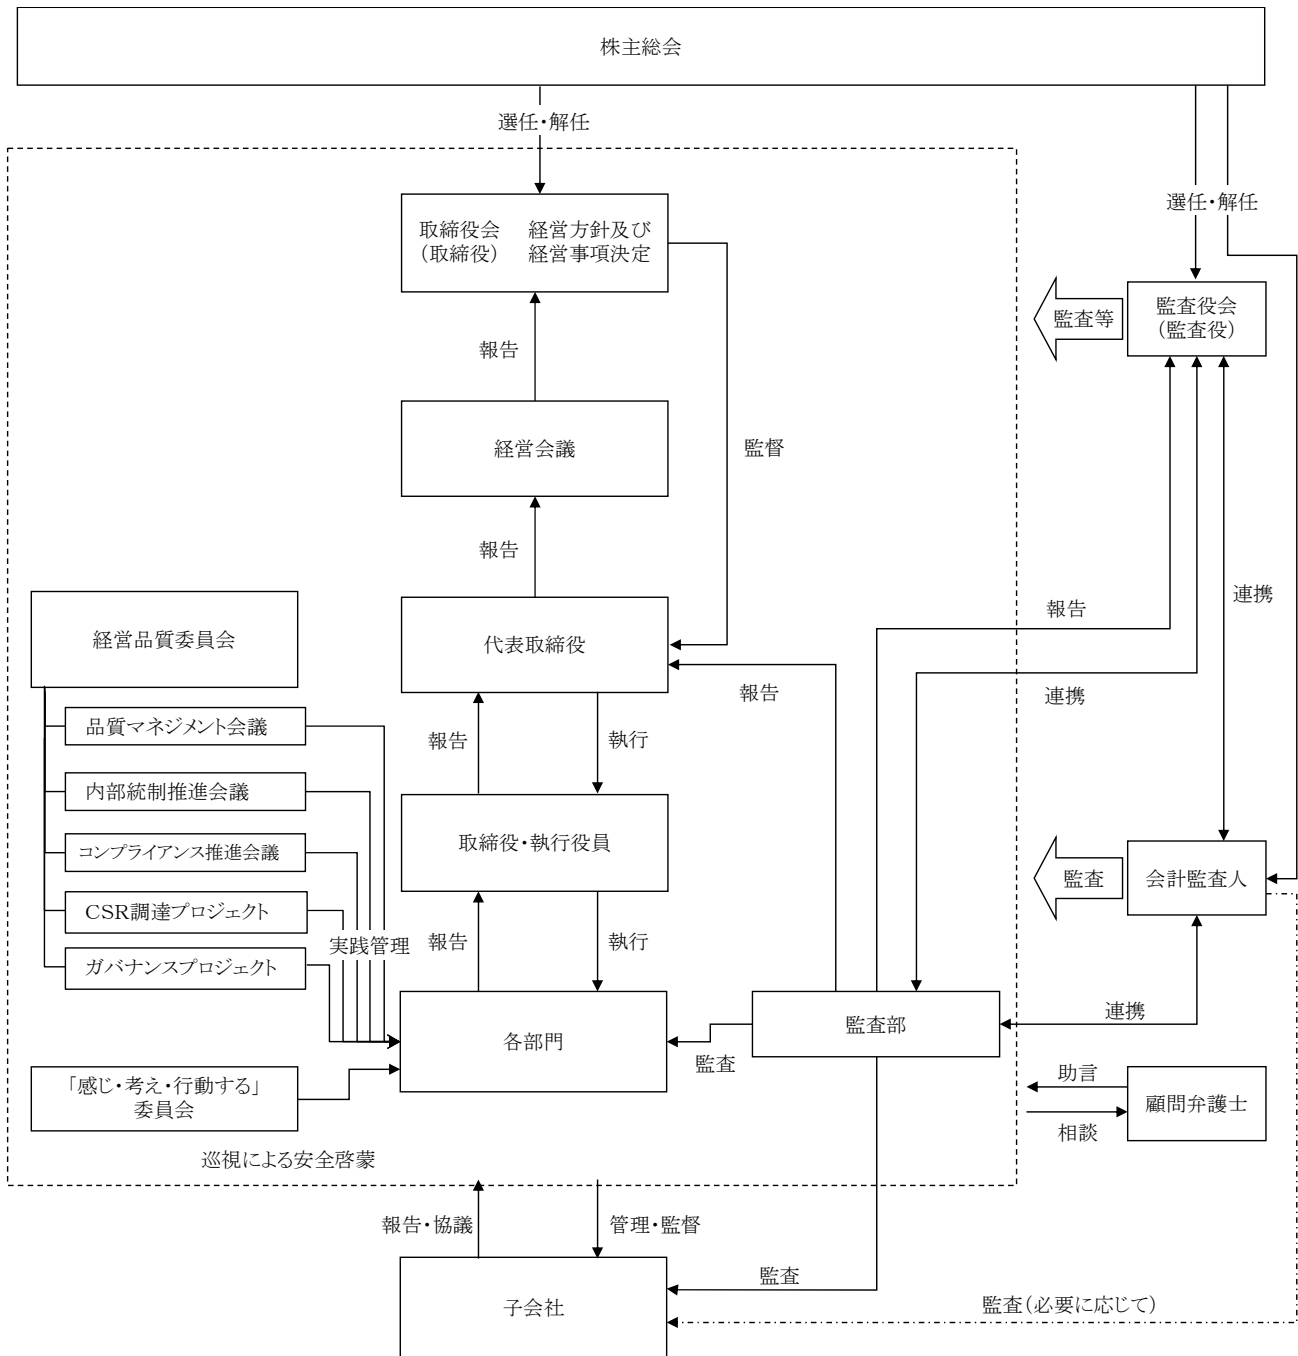 株主総会
選任・解任
選任・解任
取締役会　経営方針及び
（取締役）　経営事項決定
監査等
監査役会
（監査役）
報告
経営会議
監督
報告
連携
報告
経営品質委員会
代表取締役
報告
連携
品質マネジメント会議
報告
執行
内部統制推進会議
取締役・執行役員
コンプライアンス推進会議
監査
会計監査人
CSR調達プロジェクト
実践管理
報告
執行
ガバナンスプロジェクト
各部門
監査部
連携
監査
「感じ・考え・行動する」
委員会
助言
顧問弁護士
相談
巡視による安全啓蒙
報告・協議
管理・監督
監査
子会社
監査（必要に応じて）